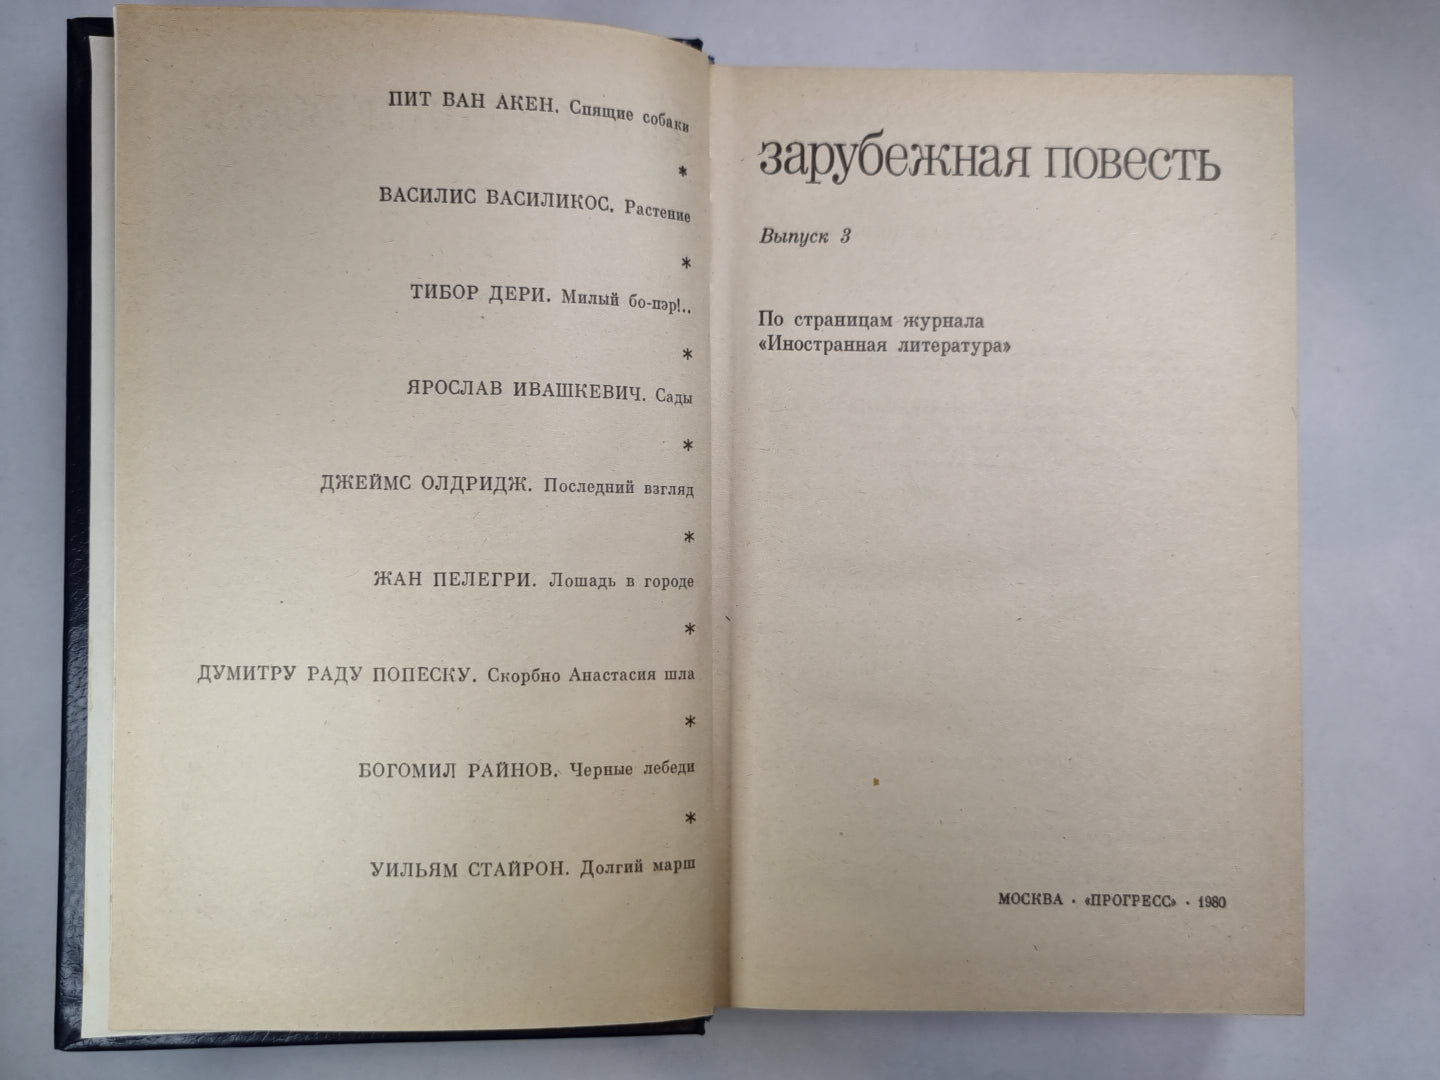 ПИТ ВАН АКЕН. Спящие собаки
*
ВАСИЛИС ВАСИЛИКОС. Растение
*
ТИБОР ДЕРИ. Милый бо-пэр!..
*
ЯРОСЛАВ ИВАШКЕВИЧ. Сады
*
ДЖЕЙМС ОЛДРИДЖ. Последний взгляд
*
ЖАН ПЕЛЕГРИ. Лошадь в городе
*
ДУМИТРУ РАДУ ПОПЕСКУ. Скорбно Анастасия шла
*
БОГОМИЛ РАЙНОВ. Черные лебеди
*
УИЛЬЯМ СТАЙРОН. Долгий марш
зарубежная повесть
Выпуск 3
По страницам журнала
«Иностранная литература»
МОСКВА · «ПРОГРЕСС» · 1980